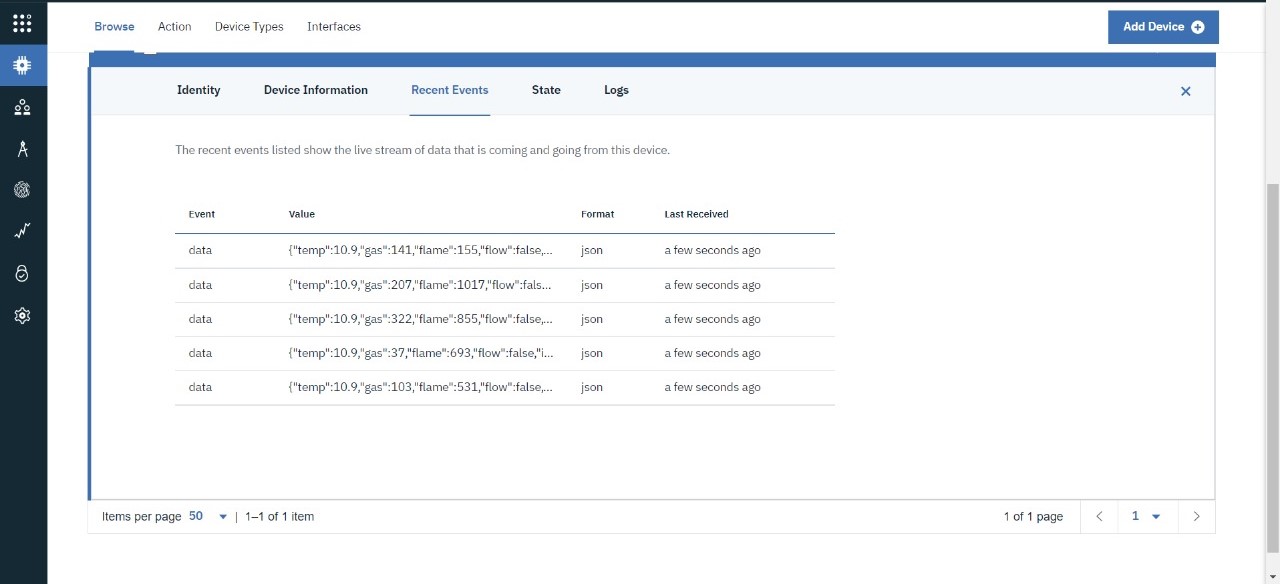 Browse Action Device Types Interfaces Add Device
Identity Device Information Recent Events State Logs
The recent events listed show the live stream of data that is coming and going from this device.
Event Value Format Last Received
data {"temp":10.9,"gas":141,"flame":155,"flow":false,... json a few seconds ago
data {"temp":10.9,"gas":207,"flame":1017,"flow":fals... json a few seconds ago
data {"temp":10.9,"gas":322,"flame":855,"flow":false,... json a few seconds ago
data {"temp":10.9,"gas":37,"flame":693,"flow":false,"i... json a few seconds ago
data {"temp":10.9,"gas":103,"flame":531,"flow":false,... json a few seconds ago
Items per page 50 | 1–1 of 1 item 1 of 1 page 1